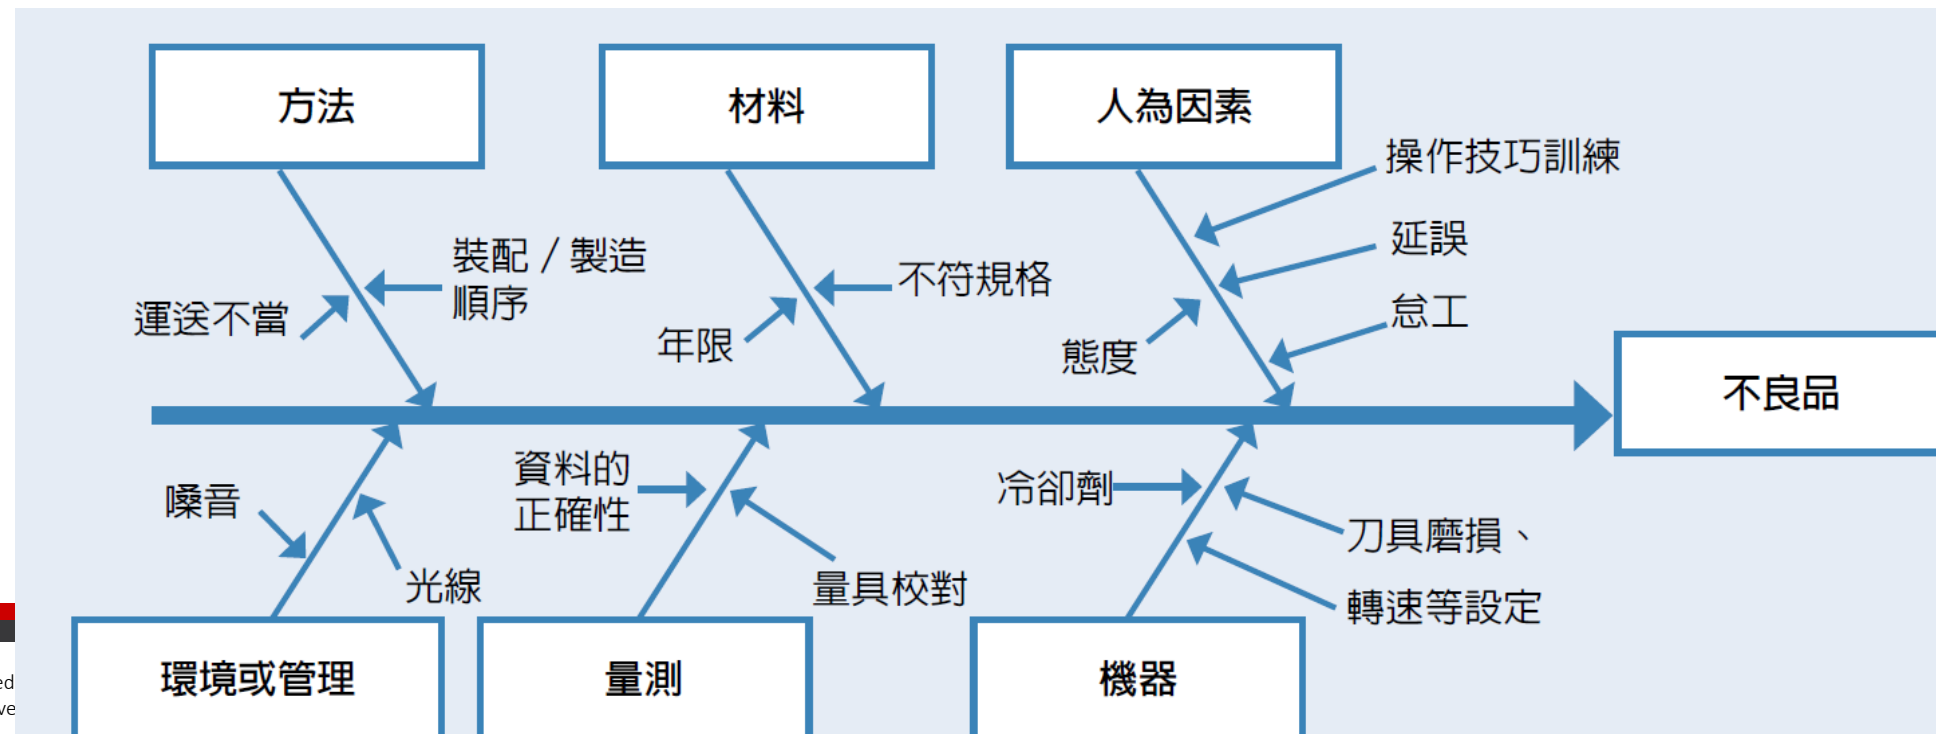 方法
材料
人為因素
操作技巧訓練
延誤
怠工
裝配 / 製造
順序
運送不當
不符規格
年限
態度
不良品
嗓音
光線
資料的
正確性
量具校對
冷卻劑
刀具磨損、
轉速等設定
環境或管理
量測
機器
ed
ve